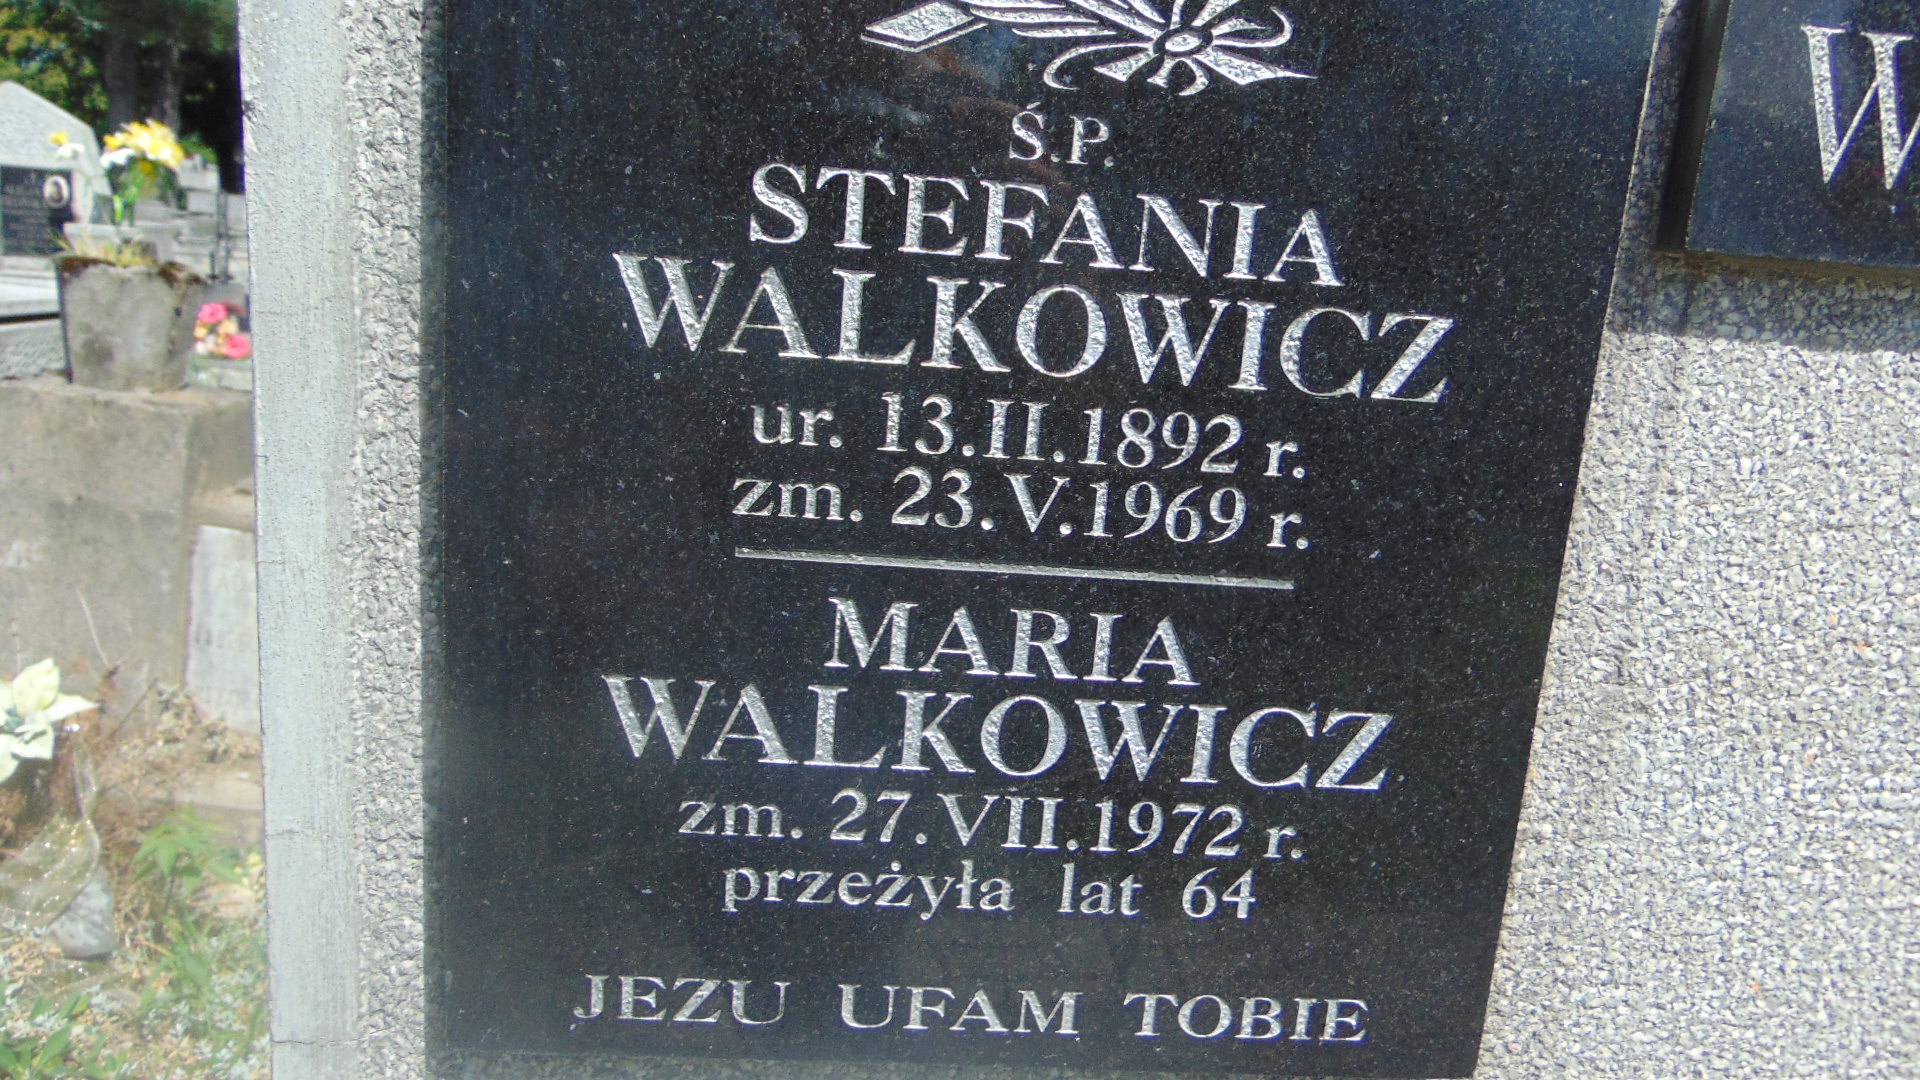 Ś.P.
STEFANIA
WALKOWICZ
ur. 13.II.1892 r.
zm. 23.V.1969 r.
MARIA
WALKOWICZ
zm. 27.VII.1972 r.
przeżyła lat 64
JEZU UFAM TOBIE